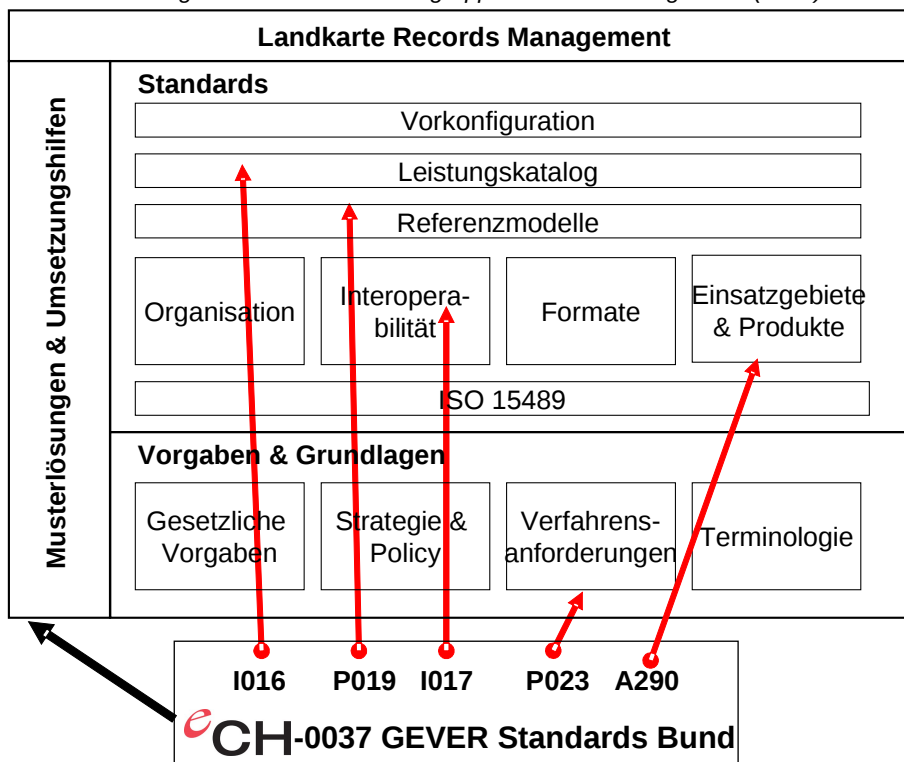 Landkarte Records Management
Musterlösungen & Umsetzungshilfen
Standards
Vorkonfiguration
Leistungskatalog
Referenzmodelle
Organisation
Interopera-
bilität
Formate
Einsatzgebiete
& Produkte
ISO 15489
Vorgaben & Grundlagen
Gesetzliche
Vorgaben
Strategie &
Policy
Verfahrens-
anforderungen
Terminologie
I016 P019 I017 P023 A290
eCH-0037 GEVER Standards Bund